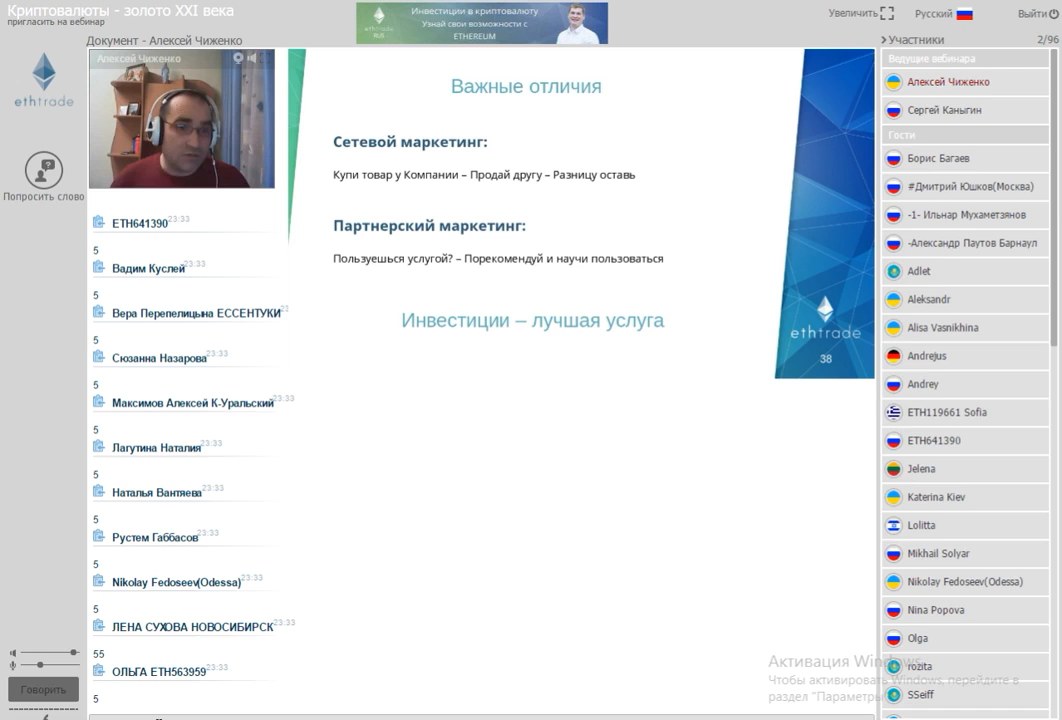 Криптовалюты - золото XXI века
пригласить на вебинар
Инвестиции в криптовалюту
Узнай свои возможности с
ETHEREUM
Увеличить
Русский
Выйти
Документ - Алексей Чиженко
Участники 2/96
ethtrade
Попросить слово
Говорить
Алексей Чиженко
ETH641390 23:33
5
Вадим Куслей 23:33
5
Вера Перепелицына ЕССЕНТУКИ
5
Сюзанна Назарова 23:33
5
Максимов Алексей К-Уральский 23:33
5
Лагутина Наталия 23:33
5
Наталья Вантяева 23:33
5
Рустем Габбасов 23:33
5
Nikolay Fedoseev(Odessa) 23:33
5
ЛЕНА СУХОВА НОВОСИБИРСК 23:33
55
ОЛЬГА ETH563959 23:33
5
Важные отличия
Сетевой маркетинг:
Купи товар у Компании – Продай другу – Разницу оставь
Партнерский маркетинг:
Пользуешься услугой? – Порекомендуй и научи пользоваться
Инвестиции – лучшая услуга
ethtrade
38
Ведущие вебинара
Алексей Чиженко
Сергей Каныгин
Гости
Борис Багаев
#Дмитрий Юшков(Москва)
-1- Ильнар Мухаметзянов
-Александр Паутов Барнаул
Adlet
Aleksandr
Alisa Vasnikhina
Andrejus
Andrey
ETH119661 Sofia
ETH641390
Jelena
Katerina Kiev
Lolitta
Mikhail Solyar
Nikolay Fedoseev(Odessa)
Nina Popova
Olga
rozita
SSeiff
Активация Windows
Чтобы активировать Windows, перейдите в
раздел "Параметры